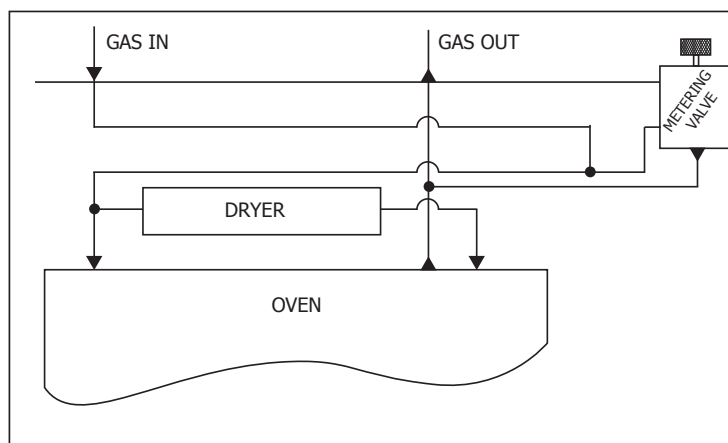 GAS IN
GAS OUT
METERING
VALVE
DRYER
OVEN